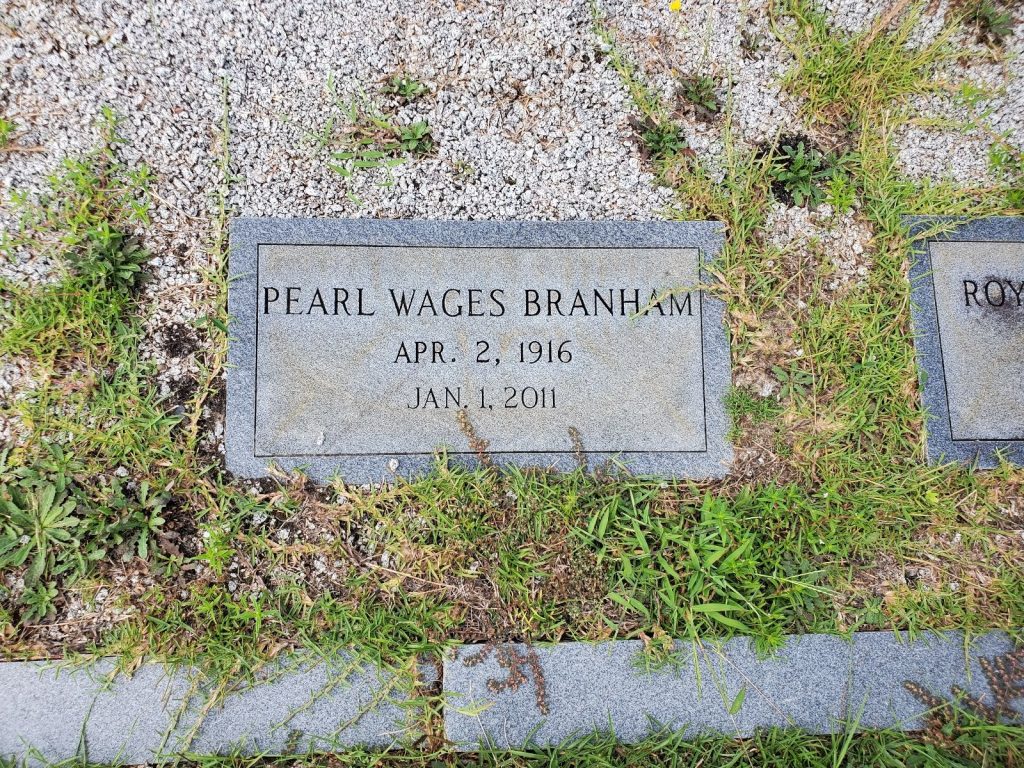 PEARL WAGES BRANHAM
APR. 2, 1916
JAN. 1, 2011
ROY